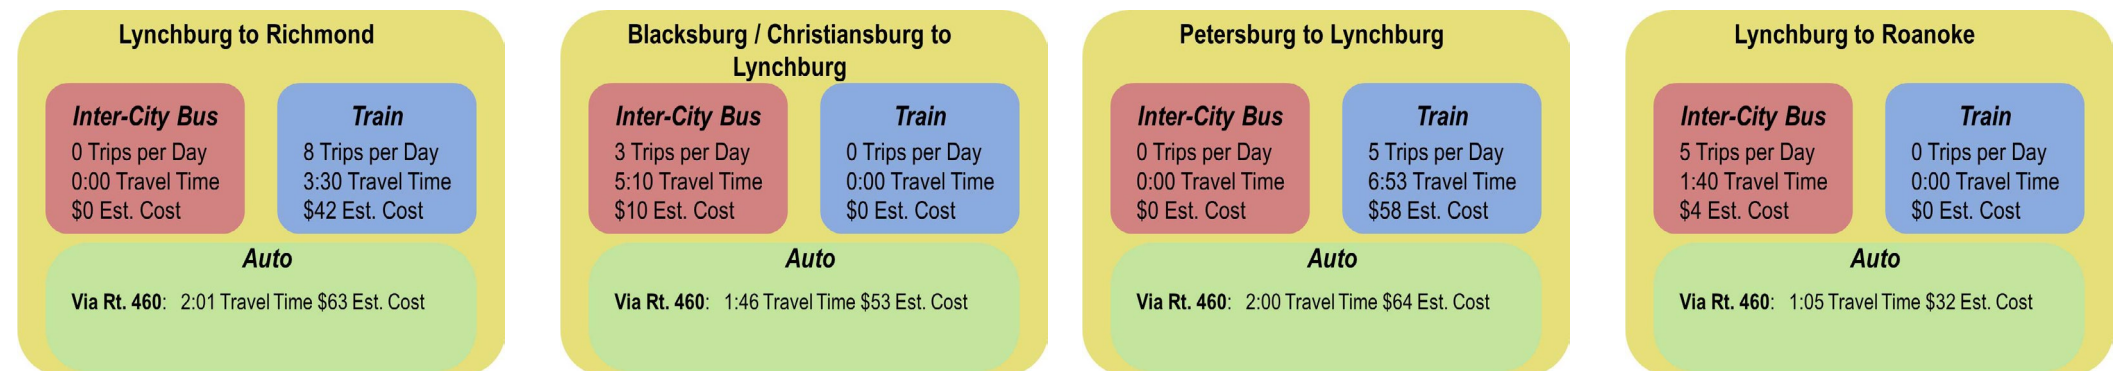 Lynchburg to Richmond
Inter-City Bus
0 Trips per Day
0:00 Travel Time
$0 Est. Cost
Train
8 Trips per Day
3:30 Travel Time
$42 Est. Cost
Auto
Via Rt. 460: 2:01 Travel Time $63 Est. Cost
Blacksburg / Christiansburg to
Lynchburg
Inter-City Bus
3 Trips per Day
5:10 Travel Time
$10 Est. Cost
Train
0 Trips per Day
0:00 Travel Time
$0 Est. Cost
Auto
Via Rt. 460: 1:46 Travel Time $53 Est. Cost
Petersburg to Lynchburg
Inter-City Bus
0 Trips per Day
0:00 Travel Time
$0 Est. Cost
Train
5 Trips per Day
6:53 Travel Time
$58 Est. Cost
Auto
Via Rt. 460: 2:00 Travel Time $64 Est. Cost
Lynchburg to Roanoke
Inter-City Bus
5 Trips per Day
1:40 Travel Time
$4 Est. Cost
Train
0 Trips per Day
0:00 Travel Time
$0 Est. Cost
Auto
Via Rt. 460: 1:05 Travel Time $32 Est. Cost